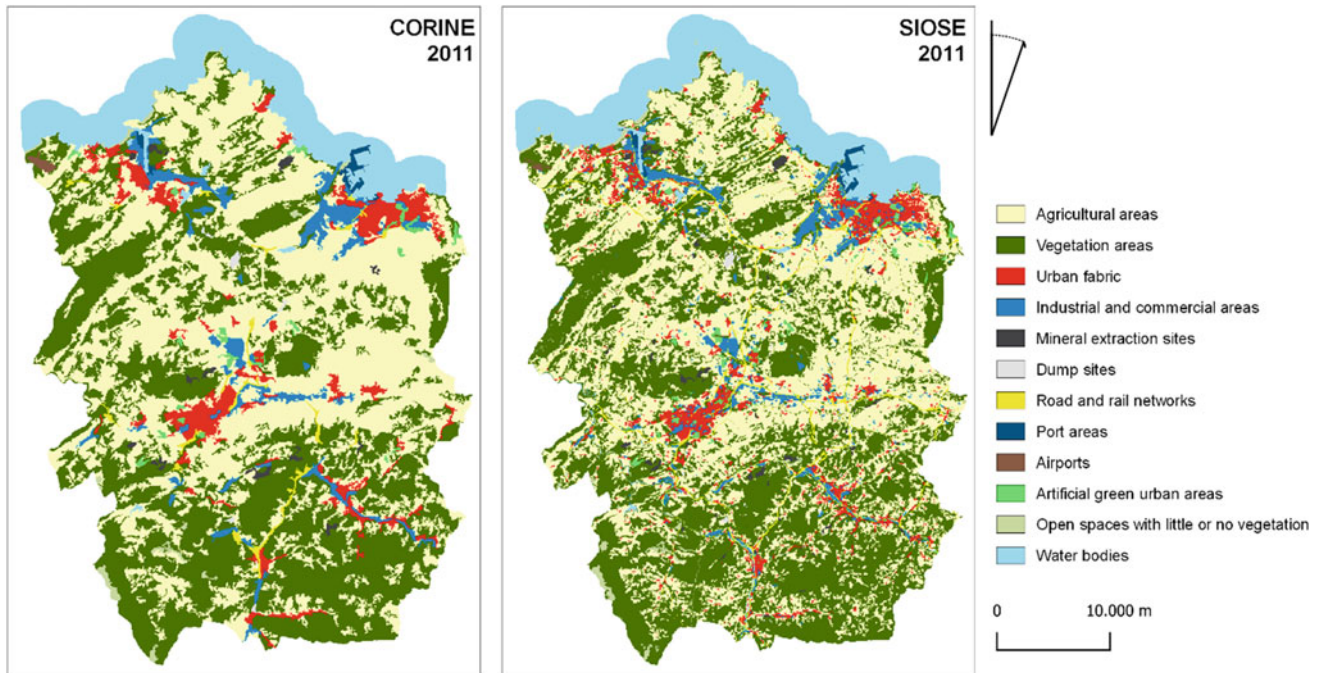 CORINE
2011
SIOSE
2011
Agricultural areas
Vegetation areas
Urban fabric
Industrial and commercial areas
Mineral extraction sites
Dump sites
Road and rail networks
Port areas
Airports
Artificial green urban areas
Open spaces with little or no vegetation
Water bodies
0 10.000 m